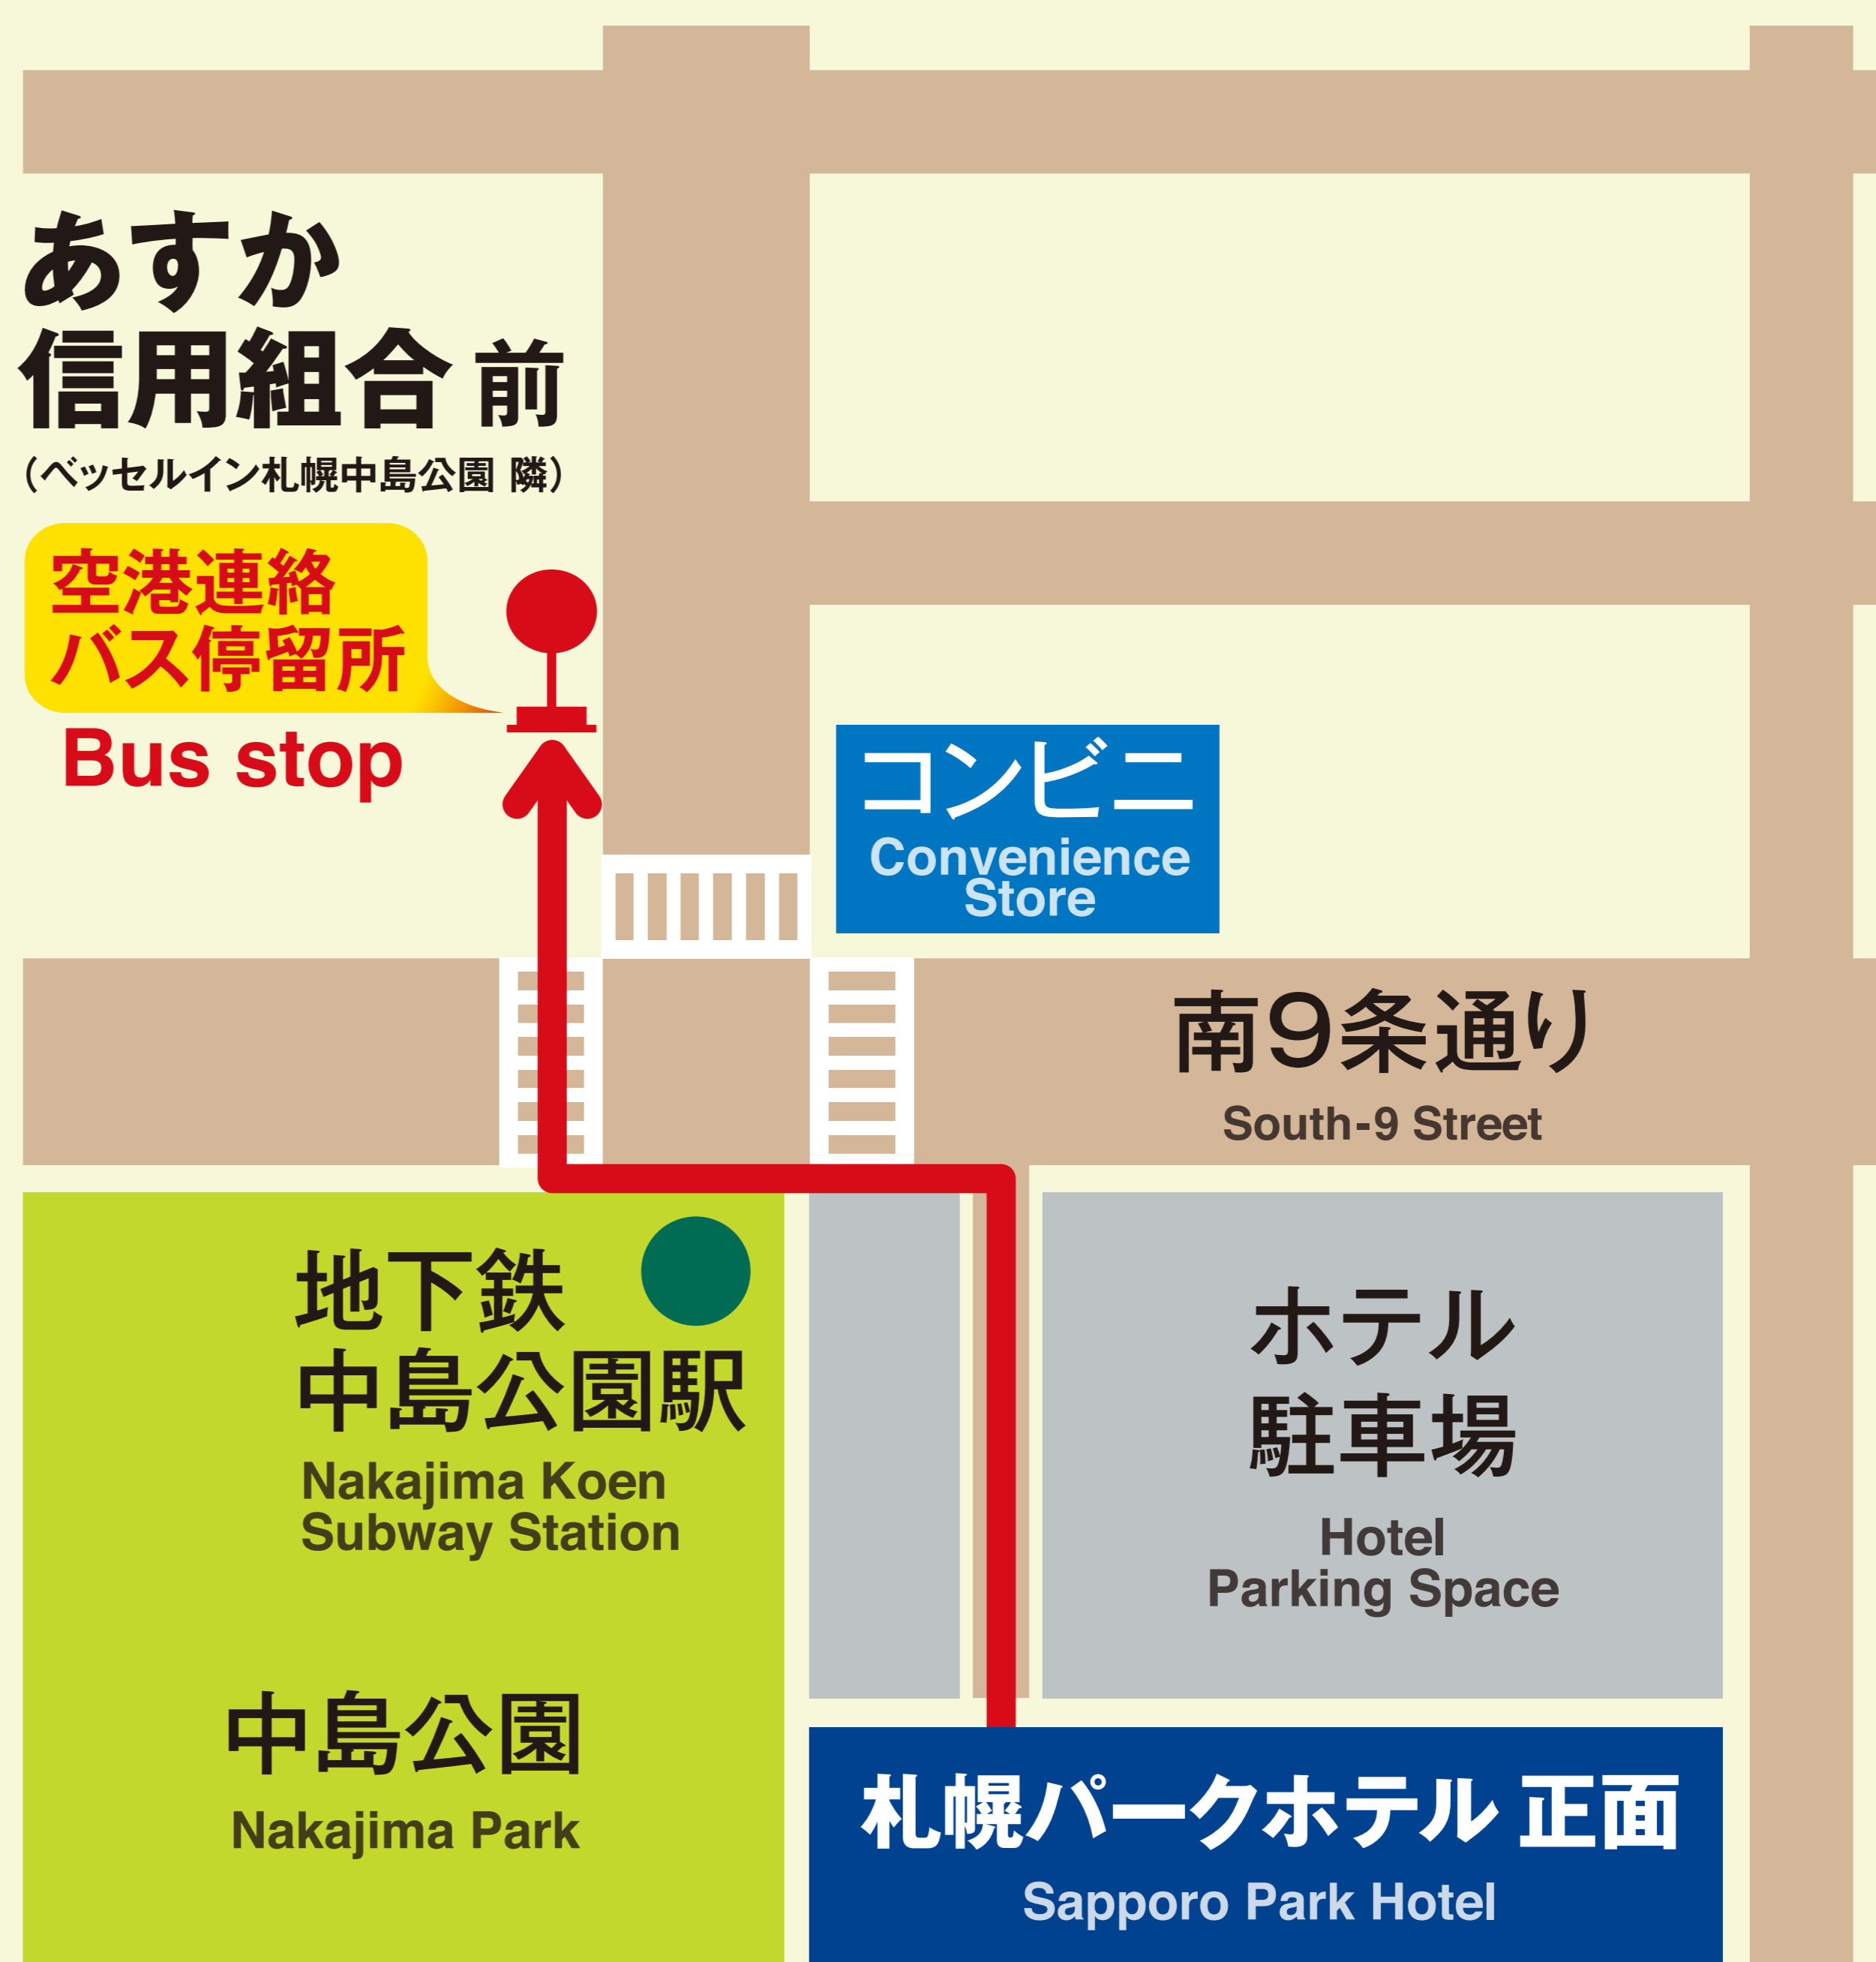 あすか
信用組合 前
（ベッセルイン札幌中島公園 隣）
空港連絡
バス停留所
Bus stop
コンビニ
Convenience
Store
南9条通り
South-9 Street
地下鉄
中島公園駅
Nakajima Koen
Subway Station
ホテル
駐車場
Hotel
Parking Space
中島公園
Nakajima Park
札幌パークホテル 正面
Sapporo Park Hotel